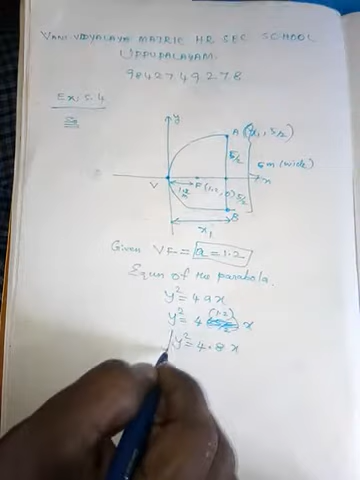 VANI VIDYALAYA MATRIC HR SEC SCHOOL
UPPUPALAYAM.
9842749278
Ex: 5.4
y
A (x₁, 5/2)
5/2
5m (wide)
x
V
1.2
F (1.2, 0)
5/2
B
x₁
Given VF = a = 1.2
Equn of the parabola.
y² = 4ax
y² = 4 (1.2) x
y² = 4.8 x